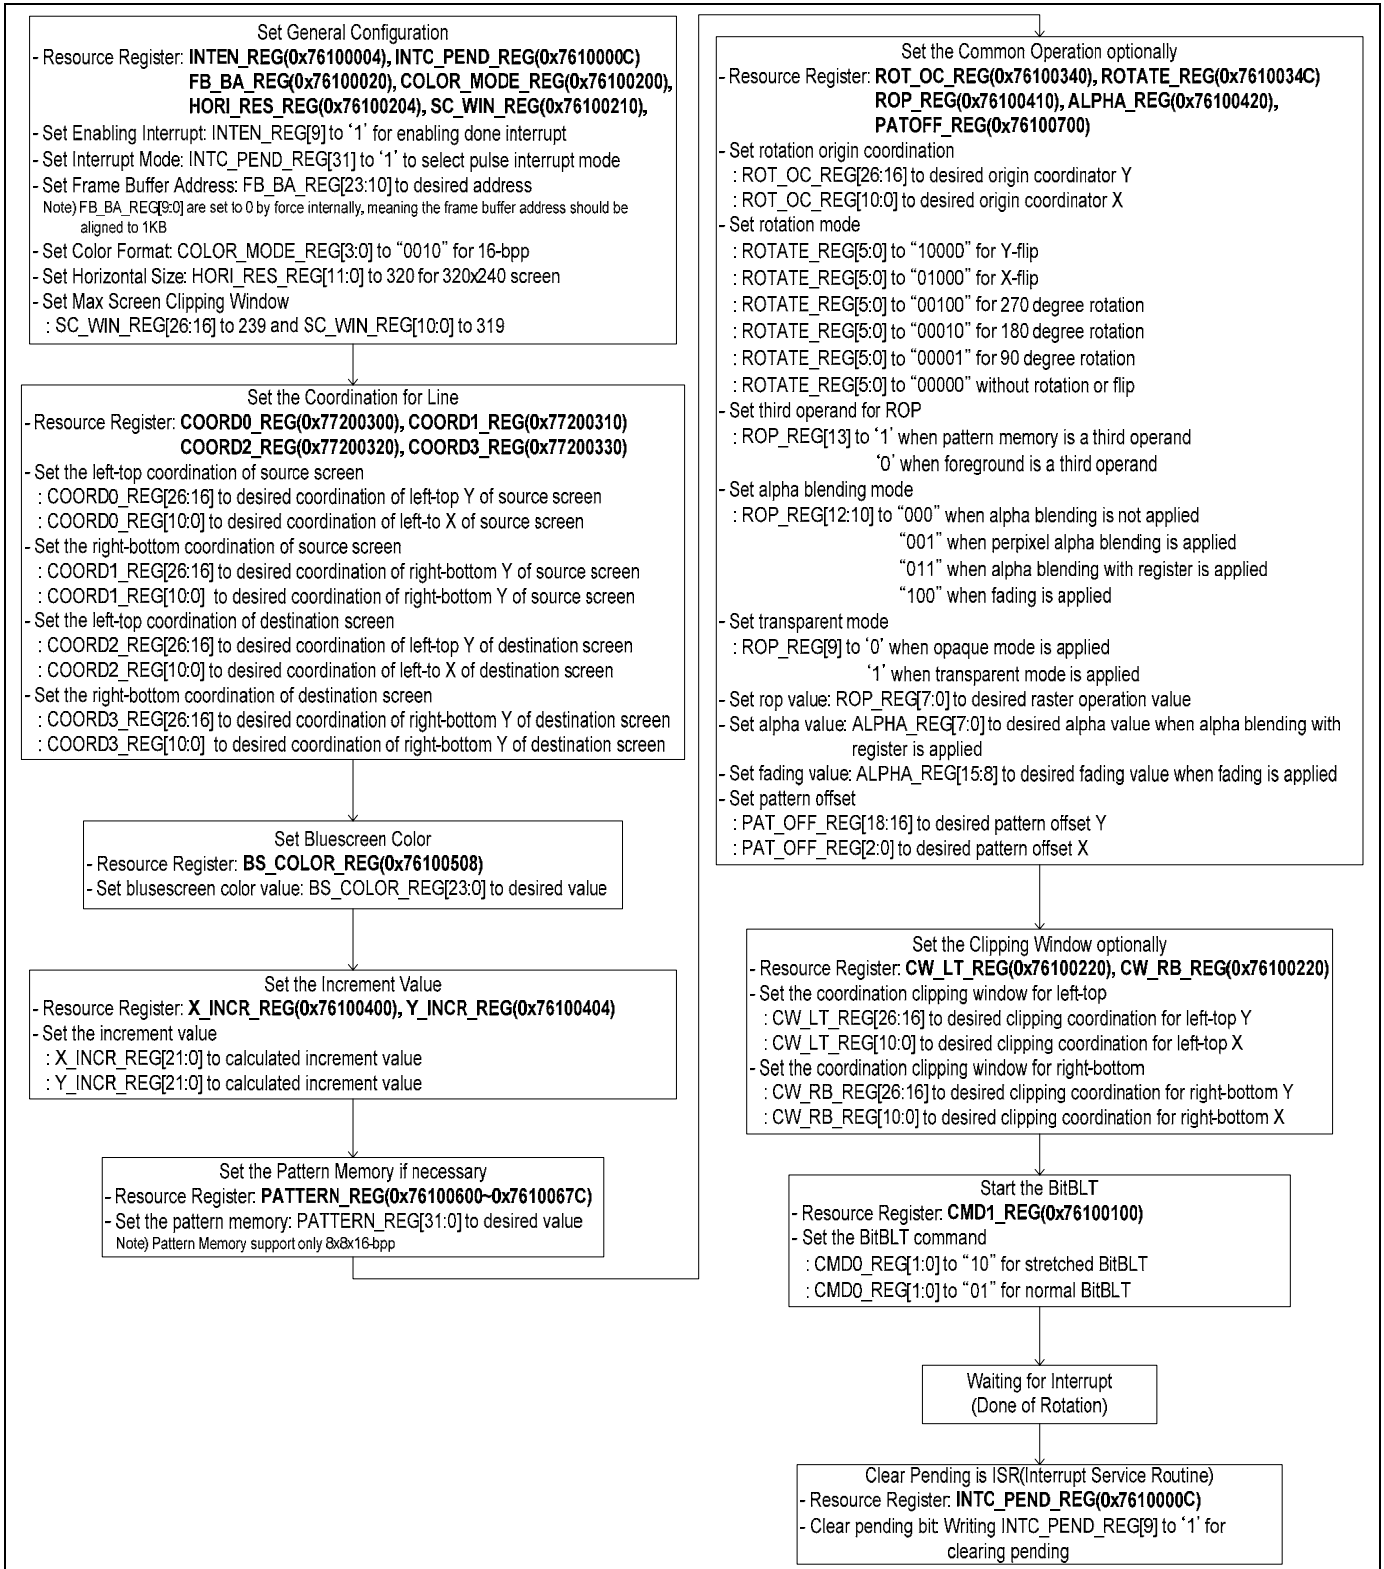 Set General Configuration
- Resource Register: INTEN_REG(0x76100004), INTC_PEND_REG(0x7610000C)
FB_BA_REG(0x76100020), COLOR_MODE_REG(0x76100200),
HORI_RES_REG(0x76100204), SC_WIN_REG(0x76100210),
- Set Enabling Interrupt: INTEN_REG[9] to ‘1’ for enabling done interrupt
- Set Interrupt Mode: INTC_PEND_REG[31] to ‘1’ to select pulse interrupt mode
- Set Frame Buffer Address: FB_BA_REG[23:10] to desired address
Note) FB_BA_REG[9:0] are set to 0 by force internally, meaning the frame buffer address should be
aligned to 1KB
- Set Color Format: COLOR_MODE_REG[3:0] to “0010” for 16-bpp
- Set Horizontal Size: HORI_RES_REG[11:0] to 320 for 320x240 screen
- Set Max Screen Clipping Window
: SC_WIN_REG[26:16] to 239 and SC_WIN_REG[10:0] to 319
Set the Coordination for Line
- Resource Register: COORD0_REG(0x77200300), COORD1_REG(0x77200310)
COORD2_REG(0x77200320), COORD3_REG(0x77200330)
- Set the left-top coordination of source screen
: COORD0_REG[26:16] to desired coordination of left-top Y of source screen
: COORD0_REG[10:0] to desired coordination of left-to X of source screen
- Set the right-bottom coordination of source screen
: COORD1_REG[26:16] to desired coordination of right-bottom Y of source screen
: COORD1_REG[10:0] to desired coordination of right-bottom Y of source screen
- Set the left-top coordination of destination screen
: COORD2_REG[26:16] to desired coordination of left-top Y of destination screen
: COORD2_REG[10:0] to desired coordination of left-to X of destination screen
- Set the right-bottom coordination of destination screen
: COORD3_REG[26:16] to desired coordination of right-bottom Y of destination screen
: COORD3_REG[10:0] to desired coordination of right-bottom Y of destination screen
Set Bluescreen Color
- Resource Register: BS_COLOR_REG(0x76100508)
- Set blusescreen color value: BS_COLOR_REG[23:0] to desired value
Set the Increment Value
- Resource Register: X_INCR_REG(0x76100400), Y_INCR_REG(0x76100404)
- Set the increment value
: X_INCR_REG[21:0] to calculated increment value
: Y_INCR_REG[21:0] to calculated increment value
Set the Pattern Memory if necessary
- Resource Register: PATTERN_REG(0x76100600~0x7610067C)
- Set the pattern memory: PATTERN_REG[31:0] to desired value
Note) Pattern Memory support only 8x8x16-bpp
Set the Common Operation optionally
- Resource Register: ROT_OC_REG(0x76100340), ROTATE_REG(0x7610034C)
ROP_REG(0x76100410), ALPHA_REG(0x76100420),
PATOFF_REG(0x76100700)
- Set rotation origin coordination
: ROT_OC_REG[26:16] to desired origin coordinator Y
: ROT_OC_REG[10:0] to desired origin coordinator X
- Set rotation mode
: ROTATE_REG[5:0] to “10000” for Y-flip
: ROTATE_REG[5:0] to “01000” for X-flip
: ROTATE_REG[5:0] to “00100” for 270 degree rotation
: ROTATE_REG[5:0] to “00010” for 180 degree rotation
: ROTATE_REG[5:0] to “00001” for 90 degree rotation
: ROTATE_REG[5:0] to “00000” without rotation or flip
- Set third operand for ROP
: ROP_REG[13] to ‘1’ when pattern memory is a third operand
‘0’ when foreground is a third operand
- Set alpha blending mode
: ROP_REG[12:10] to “000” when alpha blending is not applied
“001” when perpixel alpha blending is applied
“011” when alpha blending with register is applied
“100” when fading is applied
- Set transparent mode
: ROP_REG[9] to ‘0’ when opaque mode is applied
‘1’ when transparent mode is applied
- Set rop value: ROP_REG[7:0] to desired raster operation value
- Set alpha value: ALPHA_REG[7:0] to desired alpha value when alpha blending with
register is applied
- Set fading value: ALPHA_REG[15:8] to desired fading value when fading is applied
- Set pattern offset
: PAT_OFF_REG[18:16] to desired pattern offset Y
: PAT_OFF_REG[2:0] to desired pattern offset X
Set the Clipping Window optionally
- Resource Register: CW_LT_REG(0x76100220), CW_RB_REG(0x76100220)
- Set the coordination clipping window for left-top
: CW_LT_REG[26:16] to desired clipping coordination for left-top Y
: CW_LT_REG[10:0] to desired clipping coordination for left-top X
- Set the coordination clipping window for right-bottom
: CW_RB_REG[26:16] to desired clipping coordination for right-bottom Y
: CW_RB_REG[10:0] to desired clipping coordination for right-bottom X
Start the BitBLT
- Resource Register: CMD1_REG(0x76100100)
- Set the BitBLT command
: CMD0_REG[1:0] to “10” for stretched BitBLT
: CMD0_REG[1:0] to “01” for normal BitBLT
Waiting for Interrupt
(Done of Rotation)
Clear Pending is ISR(Interrupt Service Routine)
- Resource Register: INTC_PEND_REG(0x7610000C)
- Clear pending bit: Writing INTC_PEND_REG[9] to ‘1’ for
clearing pending